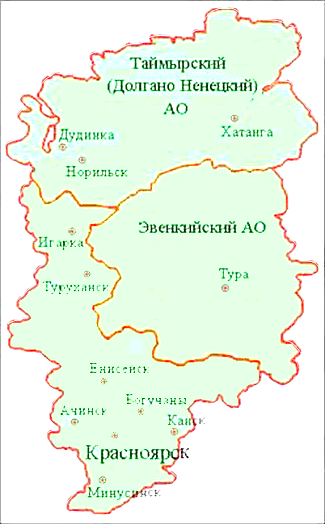 Таймырский
(Долгано Ненецкий)
АО
Хатанга
Дудинка
Норильск
Эвенкийский АО
Игарка
Тура
Туруханск
Енисейск
Богучаны
Ачинск
Канск
Красноярск
Минусинск